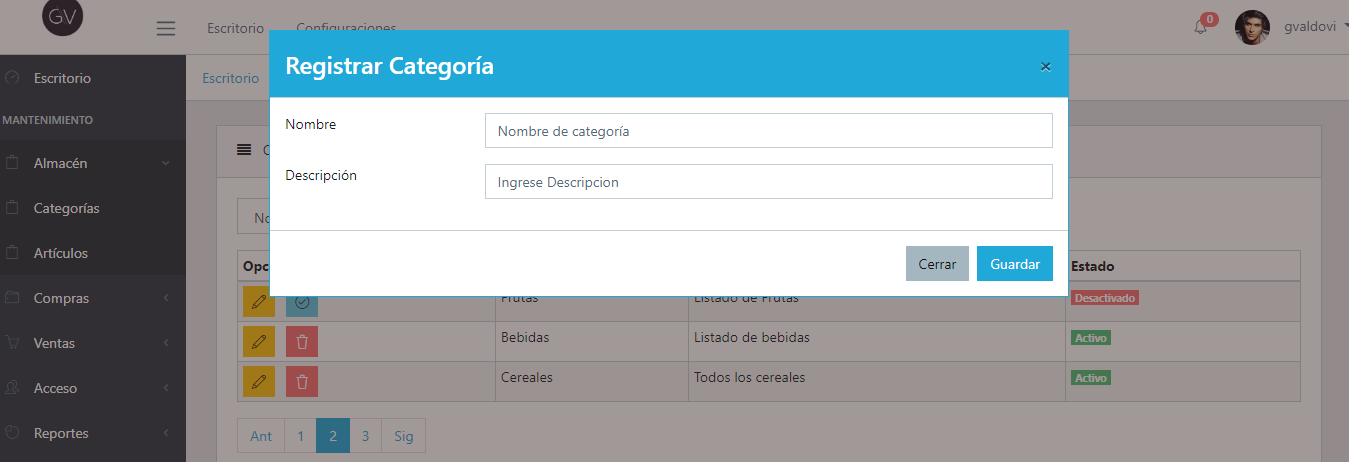 GV
Escritorio
Configuraciones
0
gvaldovi
Escritorio
MANTENIMIENTO
Almacén
Categorías
Artículos
Compras
Ventas
Acceso
Reportes
Escritorio
Registrar Categoría
×
Nombre
Nombre de categoría
Descripción
Ingrese Descripcion
Cerrar
Guardar
Estado
Frutas
Listado de Frutas
Desactivado
Bebidas
Listado de bebidas
Activo
Cereales
Todos los cereales
Activo
Ant
1
2
3
Sig